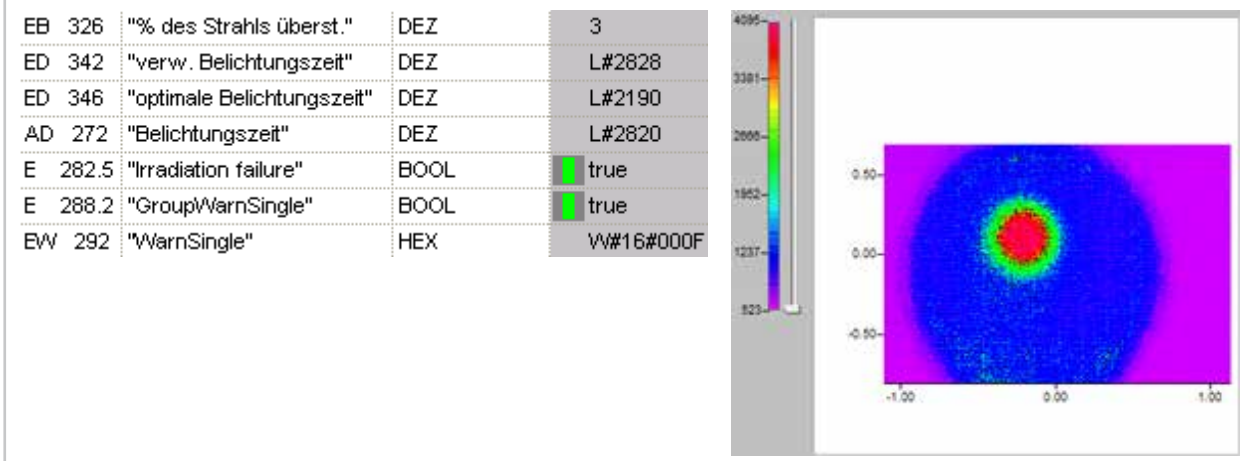 EB 326 "% des Strahls überst." DEZ 3
ED 342 "verw. Belichtungszeit" DEZ L#2828
ED 346 "optimale Belichtungszeit" DEZ L#2190
AD 272 "Belichtungszeit" DEZ L#2820
E 282.5 "Irradiation failure" BOOL true
E 288.2 "GroupWarnSingle" BOOL true
EW 292 "WarnSingle" HEX W#16#000F
4095
3381
1952
1237
523
0.50
0.00
-0.50
-1.00 0.00 1.00